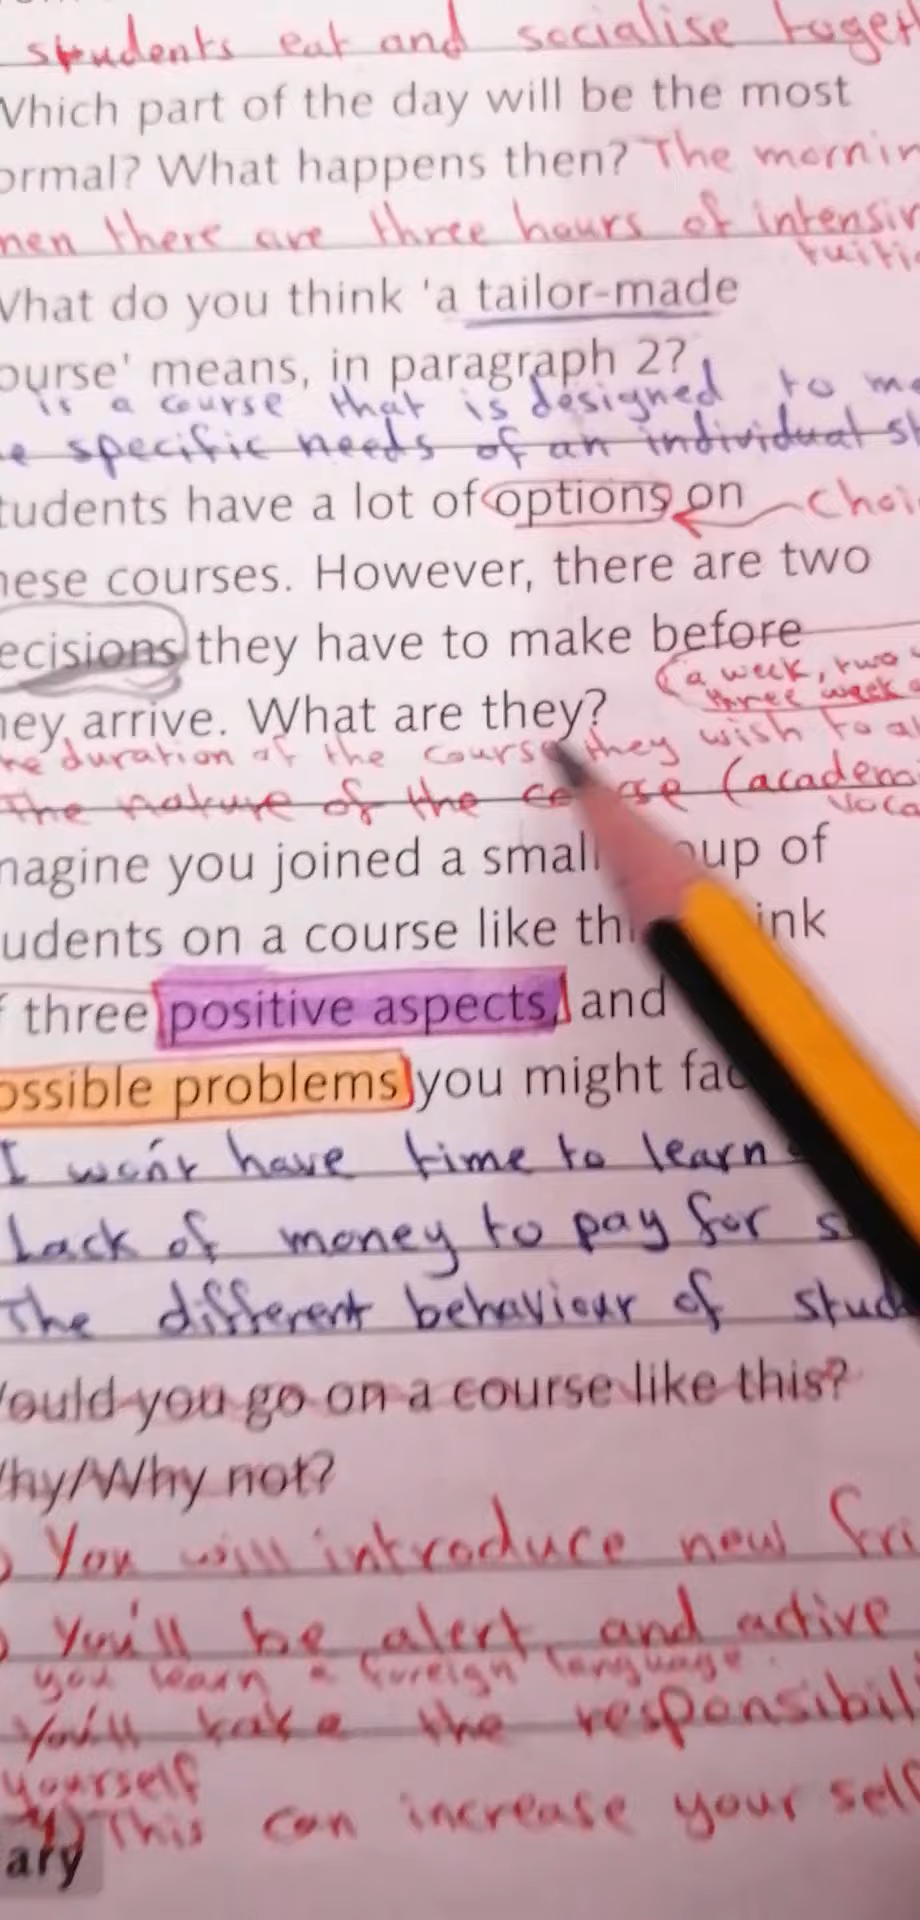 students eat and socialise toget
Which part of the day will be the most
ormal? What happens then? The mornin
hen there are three hours of intensiv
tuiti
What do you think 'a tailor-made
ourse' means, in paragraph 2?
is a course that is designed to me
e specific needs of an individual st
tudents have a lot of options on choi
hese courses. However, there are two
ecisions they have to make before
(a week, two
three week
hey arrive. What are they?
he duration of the course they wish to a
The nature of the course (academ
voca
magine you joined a small oup of
udents on a course like thi ink
f three positive aspects, and
ossible problems you might fac
I won't have time to learn
Lack of money to pay for s
The different behaviour of stud
Would you go on a course like this?
Why/Why not?
You will introduce new fri
You'll be alert and active
you learn a foreign language.
You'll take the responsibil
yourself
4) This can increase your self
ary